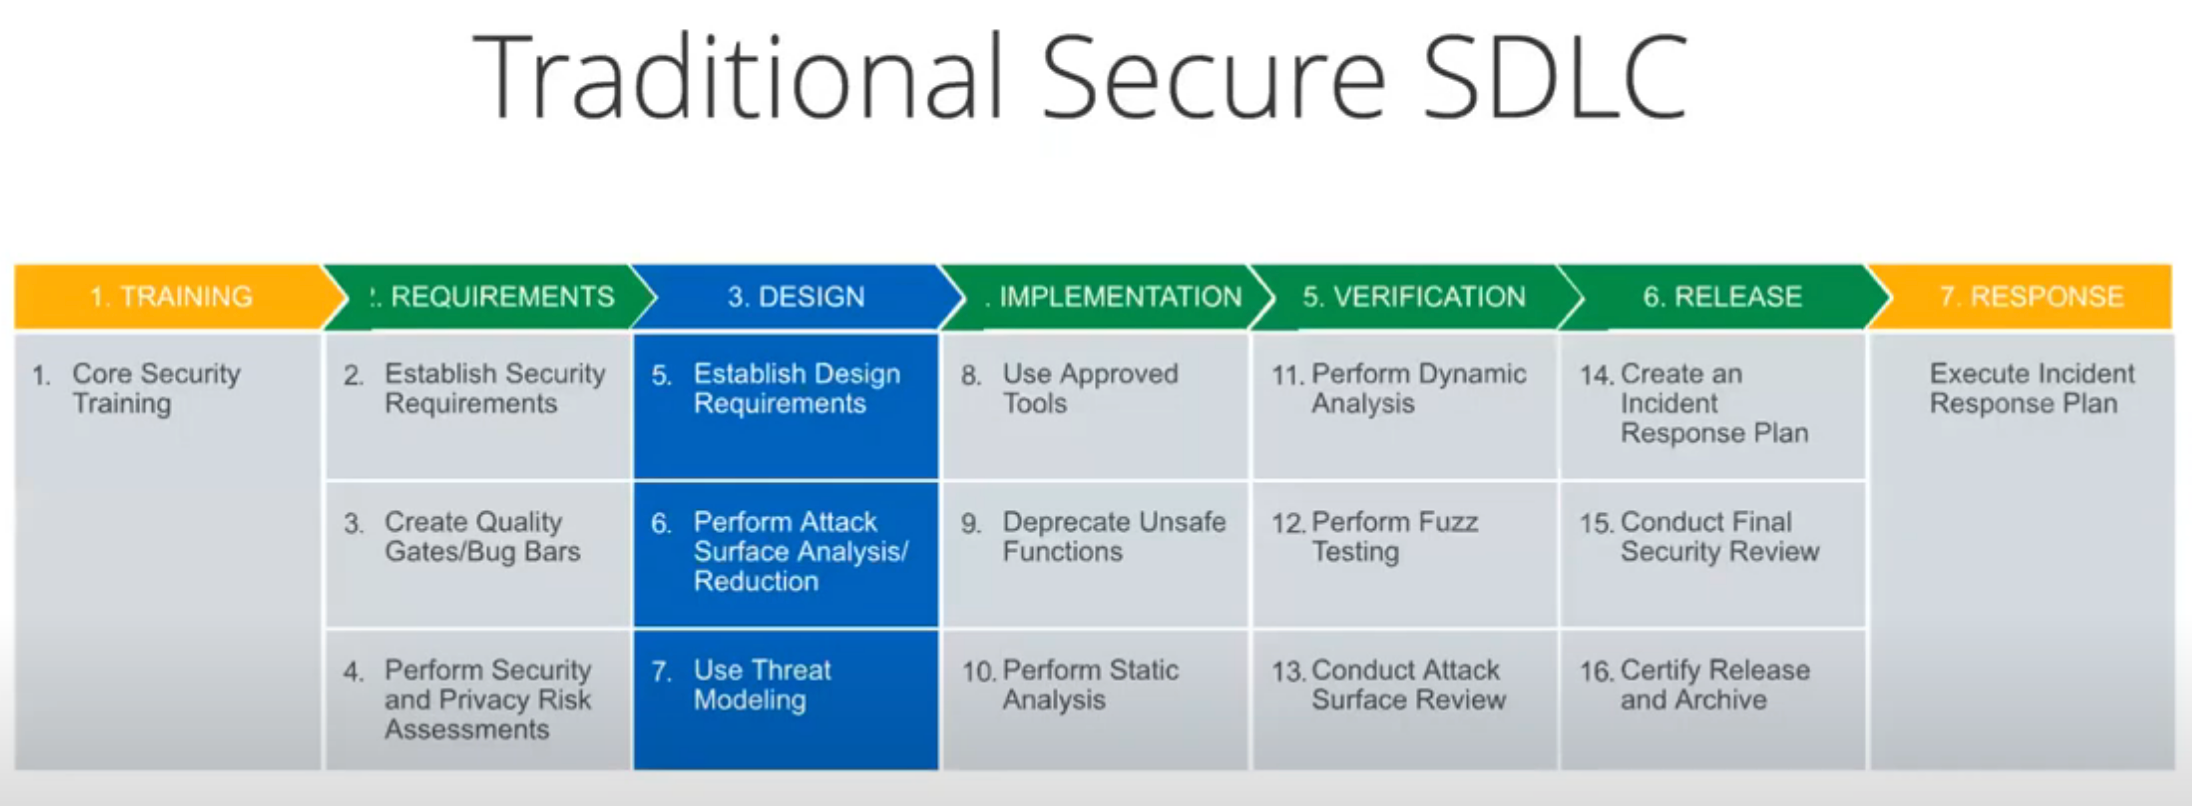 Traditional Secure SDLC
1. TRAINING
. REQUIREMENTS
3. DESIGN
. IMPLEMENTATION
5. VERIFICATION
6. RELEASE
7. RESPONSE
1. Core Security
Training
2. Establish Security
Requirements
3. Create Quality
Gates/Bug Bars
4. Perform Security
and Privacy Risk
Assessments
5. Establish Design
Requirements
6. Perform Attack
Surface Analysis/
Reduction
7. Use Threat
Modeling
8. Use Approved
Tools
9. Deprecate Unsafe
Functions
10. Perform Static
Analysis
11. Perform Dynamic
Analysis
12. Perform Fuzz
Testing
13. Conduct Attack
Surface Review
14. Create an
Incident
Response Plan
15. Conduct Final
Security Review
16. Certify Release
and Archive
Execute Incident
Response Plan